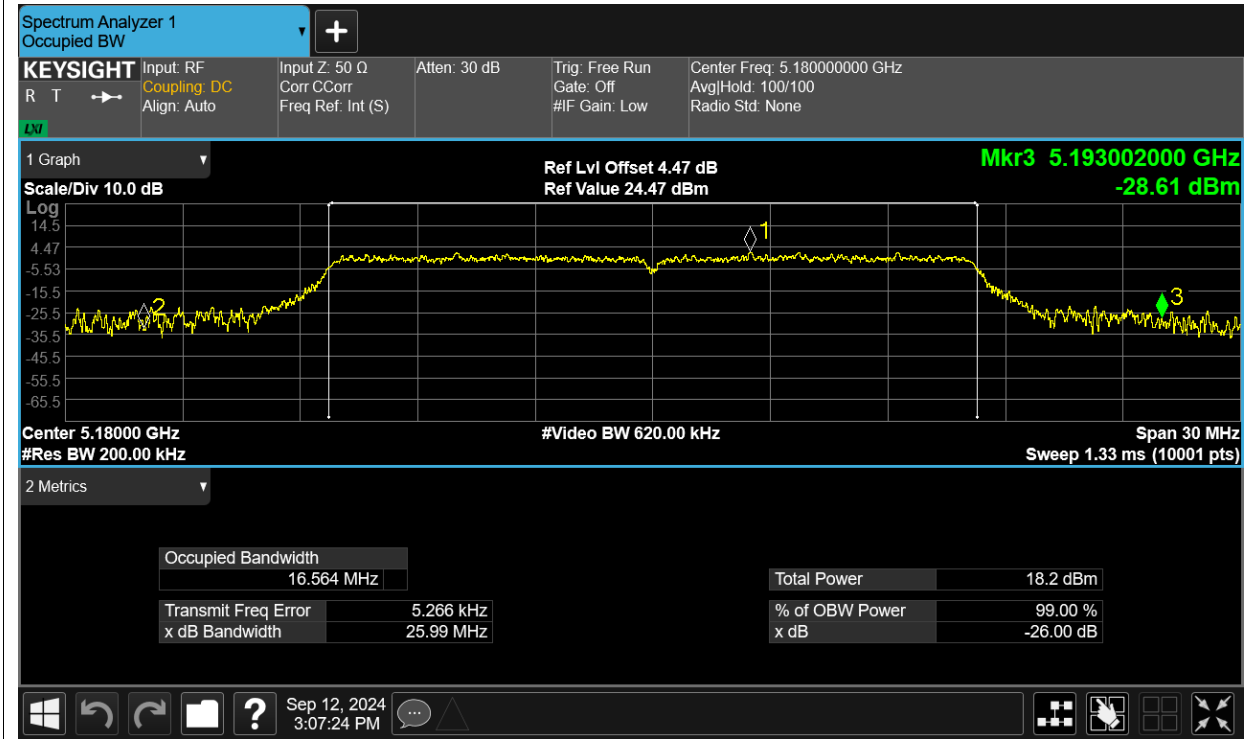 Spectrum Analyzer 1
Occupied BW
KEYSIGHT
R T
LXI
Input: RF
Coupling: DC
Align: Auto
Input Z: 50 Ω
Corr CCorr
Freq Ref: Int (S)
Atten: 30 dB
Trig: Free Run
Gate: Off
#IF Gain: Low
Center Freq: 5.180000000 GHz
Avg|Hold: 100/100
Radio Std: None
1 Graph
Scale/Div 10.0 dB
Ref Lvl Offset 4.47 dB
Ref Value 24.47 dBm
Mkr3 5.193002000 GHz
-28.61 dBm
Log
14.5
4.47
-5.53
-15.5
-25.5
-35.5
-45.5
-55.5
-65.5
1
2
3
Center 5.18000 GHz
#Video BW 620.00 kHz
Span 30 MHz
#Res BW 200.00 kHz
Sweep 1.33 ms (10001 pts)
2 Metrics
Occupied Bandwidth
16.564 MHz
Total Power 18.2 dBm
Transmit Freq Error 5.266 kHz
% of OBW Power 99.00 %
x dB Bandwidth 25.99 MHz
x dB -26.00 dB
?
Sep 12, 2024
3:07:24 PM